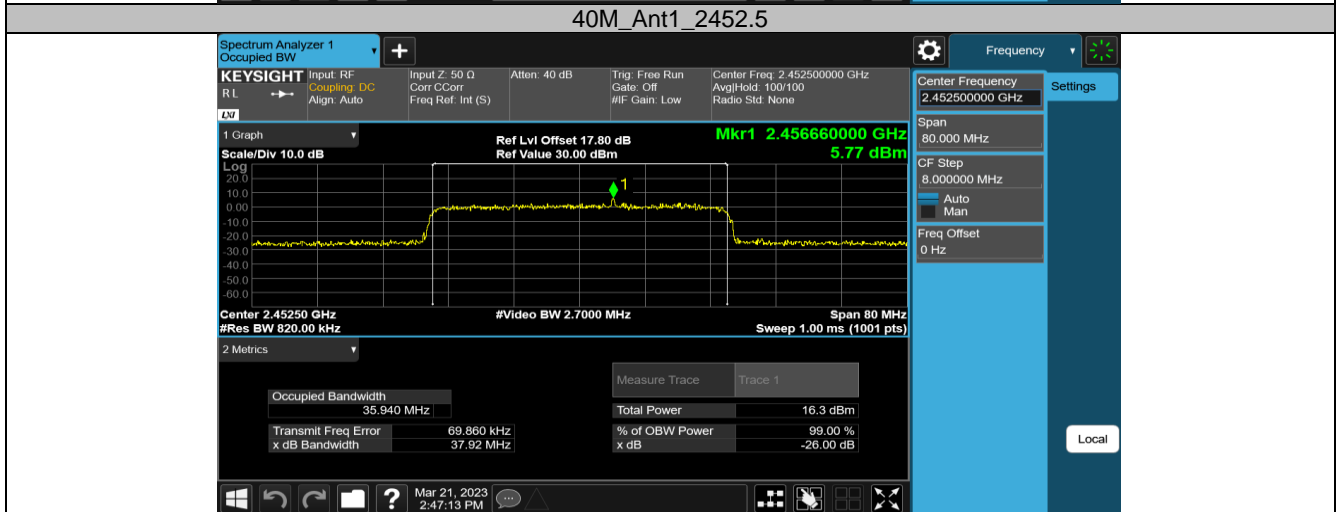 40M_Ant1_2452.5
Spectrum Analyzer 1
Occupied BW
+
Frequency
KEYSIGHT
R L
LXI
Input: RF
Coupling: DC
Align: Auto
Input Z: 50 Ω
Corr CCorr
Freq Ref: Int (S)
Atten: 40 dB
Trig: Free Run
Gate: Off
#IF Gain: Low
Center Freq: 2.452500000 GHz
Avg|Hold: 100/100
Radio Std: None
Center Frequency
2.452500000 GHz
Settings
Span
80.000 MHz
CF Step
8.000000 MHz
Auto
Man
Freq Offset
0 Hz
Local
1 Graph
Scale/Div 10.0 dB
Ref Lvl Offset 17.80 dB
Ref Value 30.00 dBm
Mkr1 2.456660000 GHz
5.77 dBm
Log
20.0
10.0
0.00
-10.0
-20.0
-30.0
-40.0
-50.0
-60.0
1
Center 2.45250 GHz
#Video BW 2.7000 MHz
Span 80 MHz
#Res BW 820.00 kHz
Sweep 1.00 ms (1001 pts)
2 Metrics
Measure Trace Trace 1
Occupied Bandwidth
35.940 MHz
Total Power 16.3 dBm
Transmit Freq Error 69.860 kHz
% of OBW Power 99.00 %
x dB Bandwidth 37.92 MHz
x dB -26.00 dB
?
Mar 21, 2023
2:47:13 PM